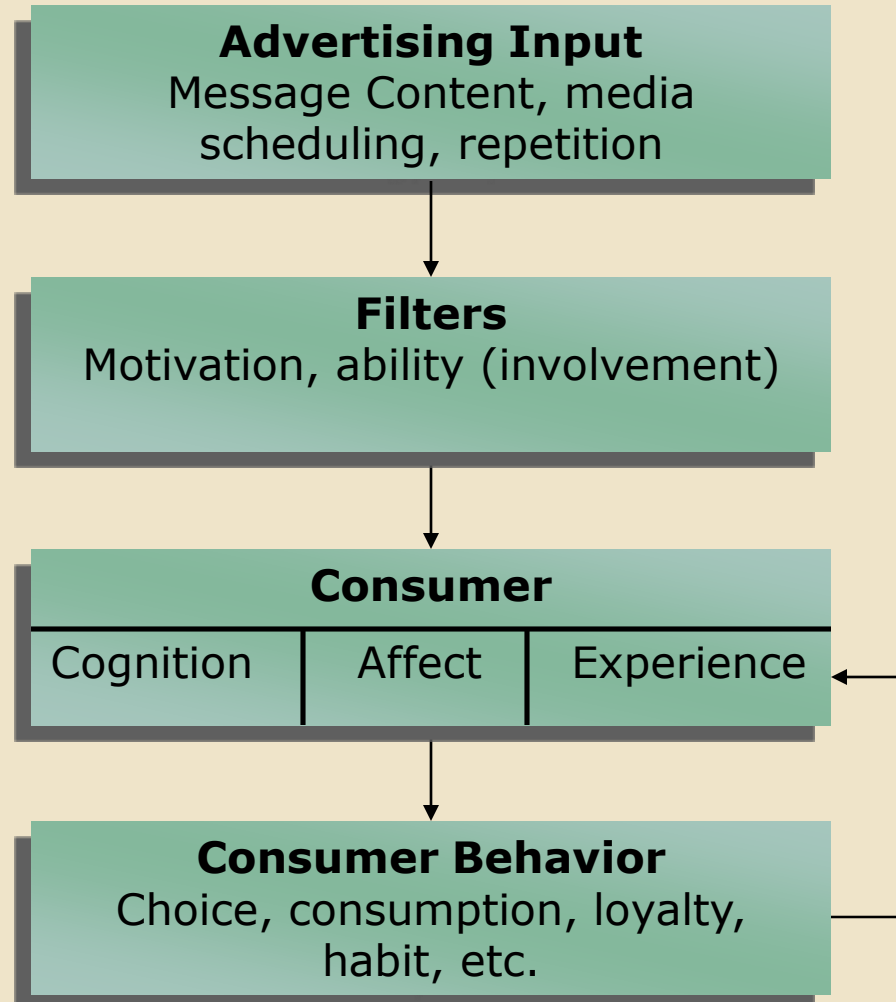 Advertising Input
Message Content, media
scheduling, repetition
Filters
Motivation, ability (involvement)
Consumer
Cognition Affect Experience
Consumer Behavior
Choice, consumption, loyalty,
habit, etc.